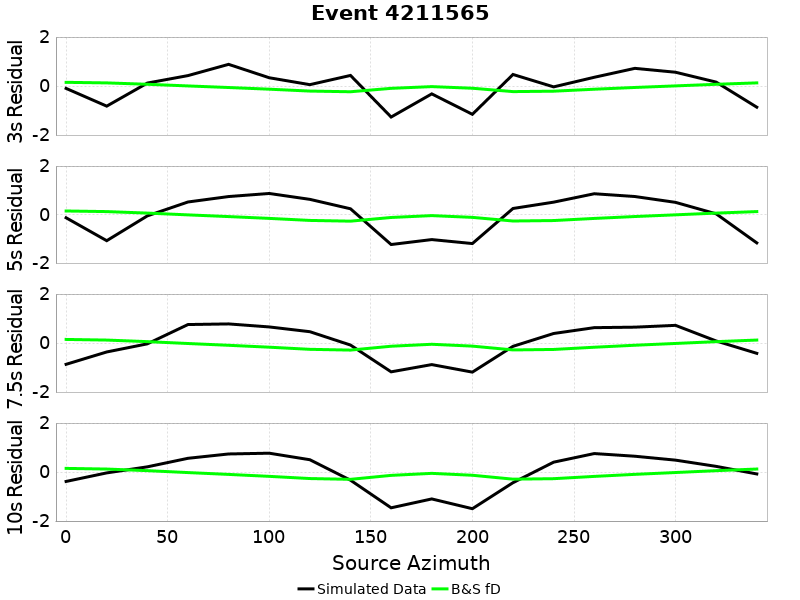 Event 4211565
3s Residual
2
0
-2
5s Residual
2
0
-2
7.5s Residual
2
0
-2
10s Residual
2
0
-2
0 50 100 150 200 250 300
Source Azimuth
Simulated Data B&S fD